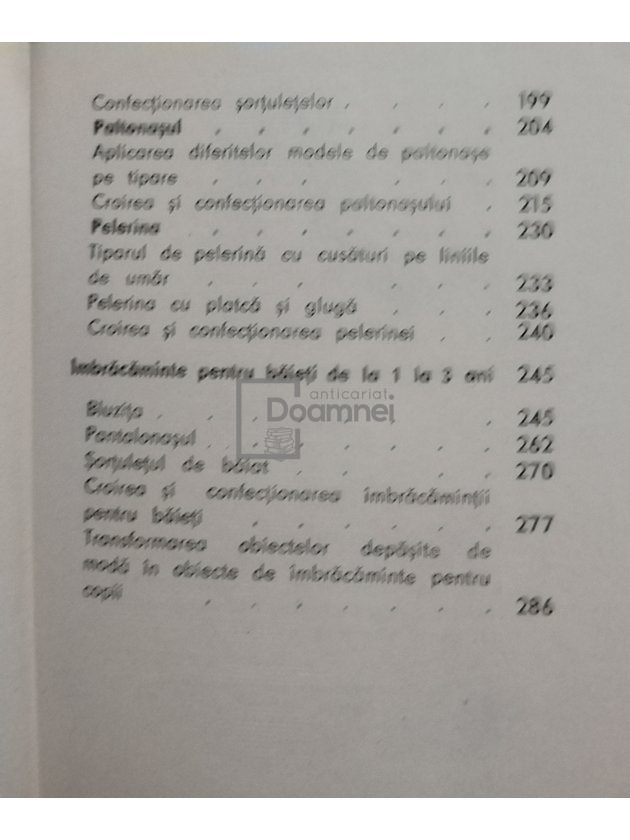 Confecționarea șorțulețelor . . . . 199
Paltonașul . . . . . . . 204
Aplicarea diferitelor modele de paltonașe
pe tipare . . . . . . 209
Croirea și confecționarea paltonașului . 215
Pelerina . . . . . . . 230
Tiparul de pelerină cu cusături pe liniile
de umăr . . . . . . 233
Pelerina cu platcă și glugă . . . 236
Croirea și confecționarea pelerinei . . 240
Îmbrăcăminte pentru băieți de la 1 la 3 ani 245
anticariat
Doamnei
Bluzița . . . . . . . 245
Pantalonașul . . . . . . . 262
Șorțulețul de băiat . . . . . 270
Croirea și confecționarea îmbrăcăminții
pentru băieți . . . . . . 277
Transformarea obiectelor depășite de
modă în obiecte de îmbrăcăminte pentru
copii . . . . . . . 286